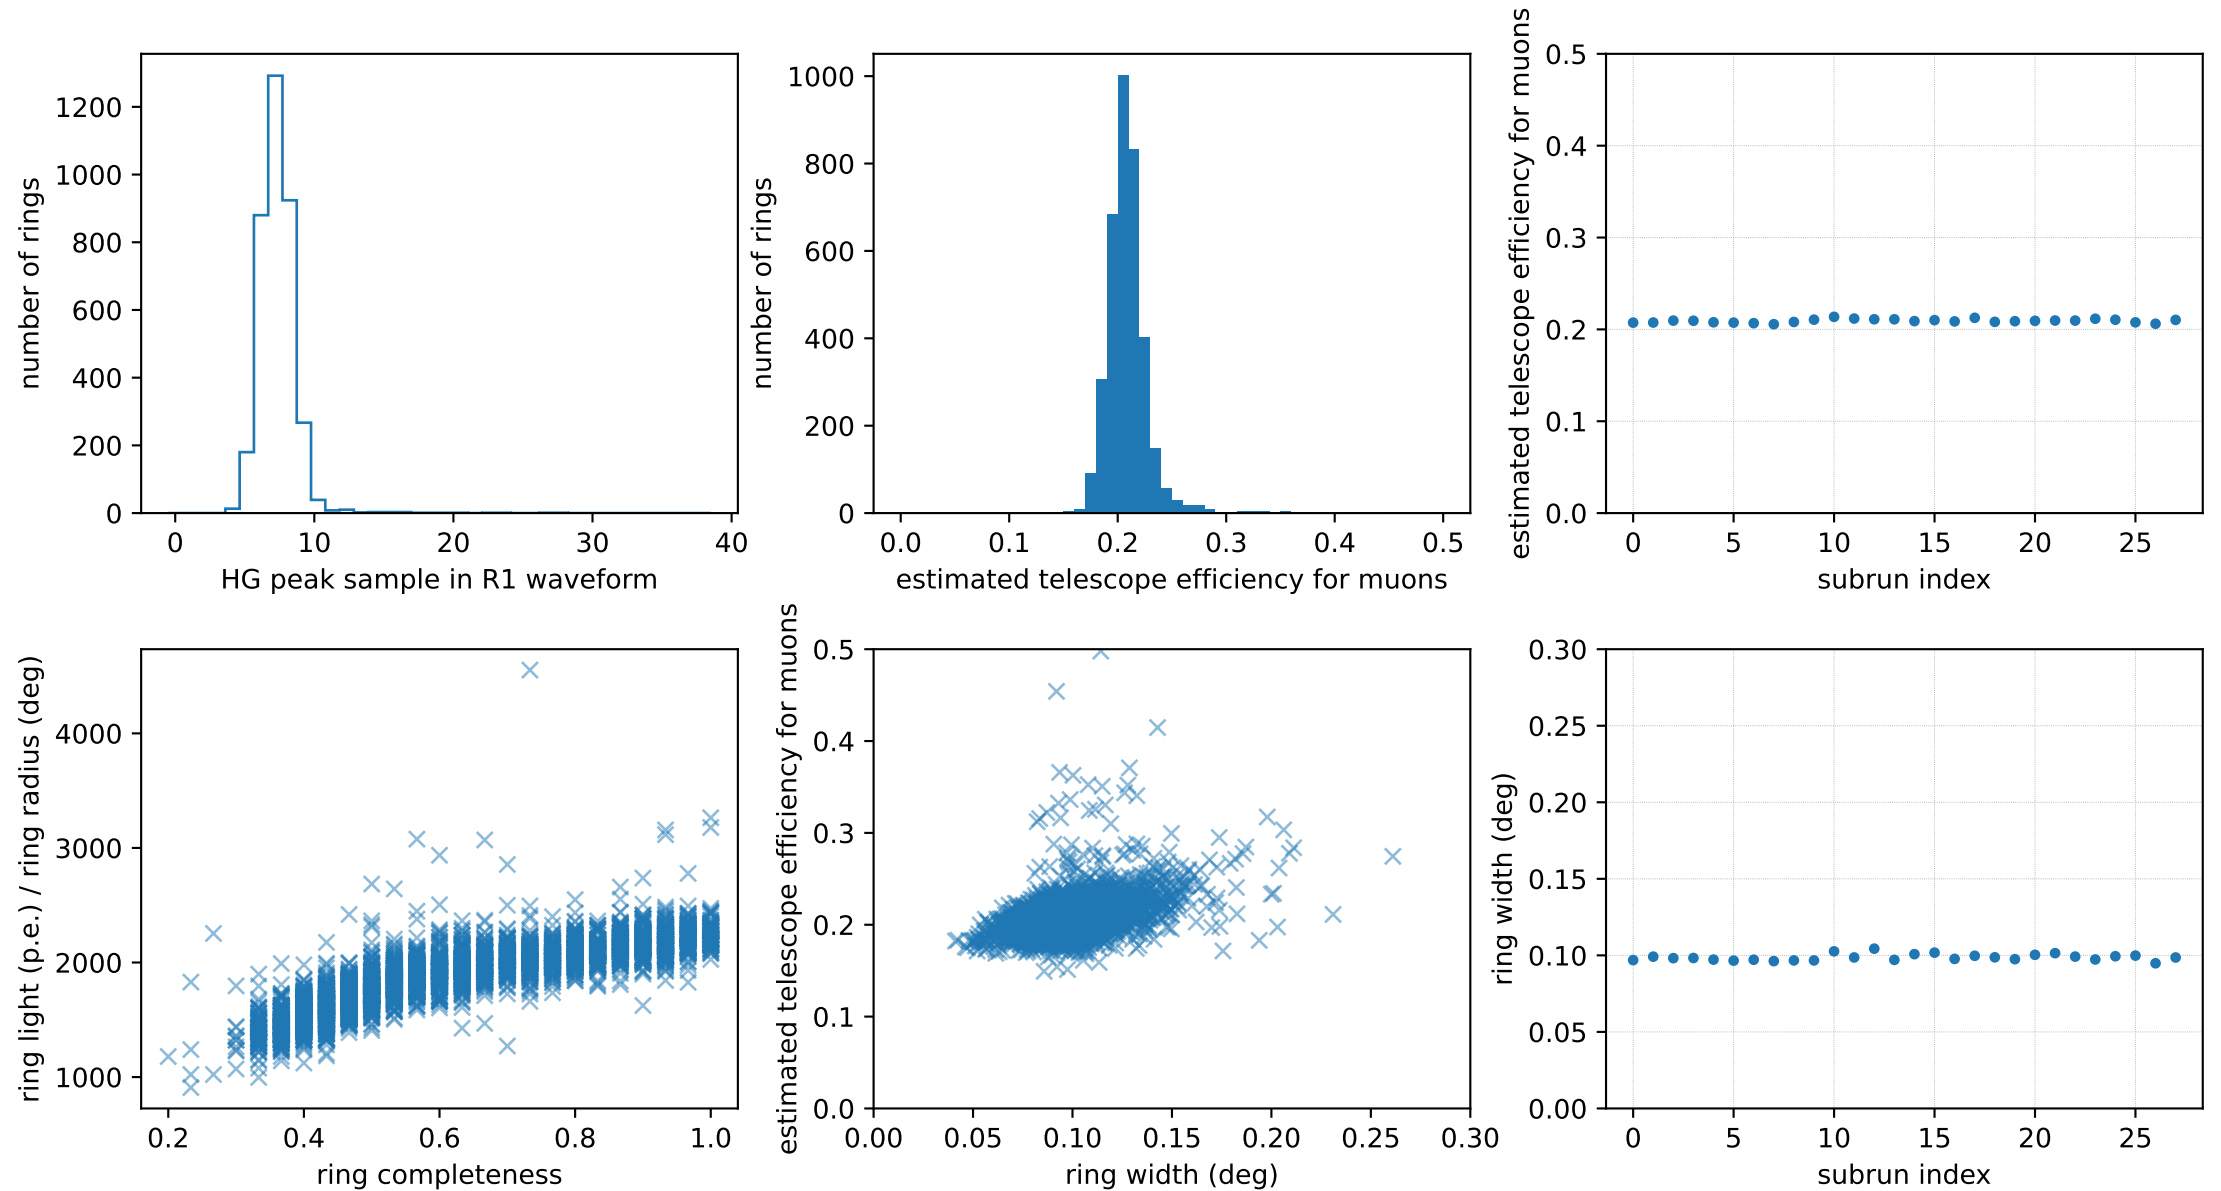 number of rings
1200
1000
800
600
400
200
0
0 10 20 30 40
HG peak sample in R1 waveform
number of rings
1000
800
600
400
200
0
0.0 0.1 0.2 0.3 0.4 0.5
estimated telescope efficiency for muons
estimated telescope efficiency for muons
0.5
0.4
0.3
0.2
0.1
0.0
0 5 10 15 20 25
subrun index
ring light (p.e.) / ring radius (deg)
4000
3000
2000
1000
0.2 0.4 0.6 0.8 1.0
ring completeness
estimated telescope efficiency for muons
0.5
0.4
0.3
0.2
0.1
0.0
0.00 0.05 0.10 0.15 0.20 0.25 0.30
ring width (deg)
ring width (deg)
0.30
0.25
0.20
0.15
0.10
0.05
0.00
0 5 10 15 20 25
subrun index